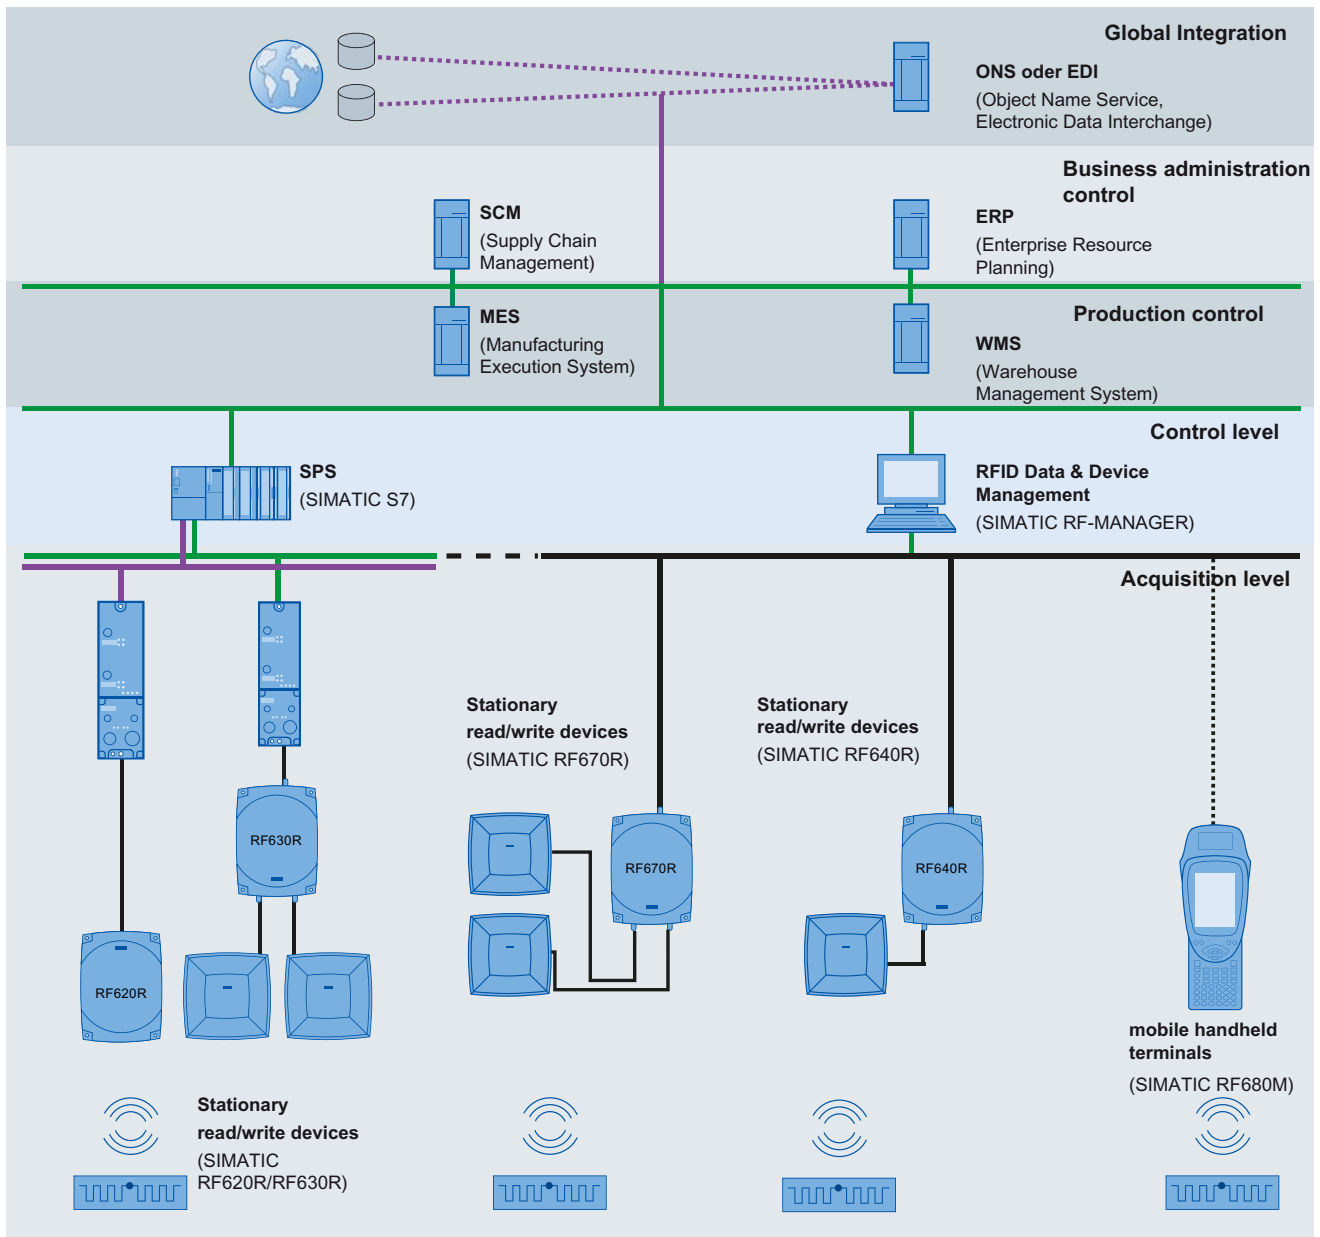 Global Integration
ONS oder EDI
(Object Name Service,
Electronic Data Interchange)
Business administration
control
SCM
(Supply Chain
Management)
ERP
(Enterprise Resource
Planning)
Production control
MES
(Manufacturing
Execution System)
WMS
(Warehouse
Management System)
Control level
SPS
(SIMATIC S7)
RFID Data & Device
Management
(SIMATIC RF-MANAGER)
Acquisition level
Stationary
read/write devices
(SIMATIC RF670R)
Stationary
read/write devices
(SIMATIC RF640R)
RF630R
RF670R
RF640R
RF620R
mobile handheld
terminals
(SIMATIC RF680M)
Stationary
read/write devices
(SIMATIC
RF620R/RF630R)